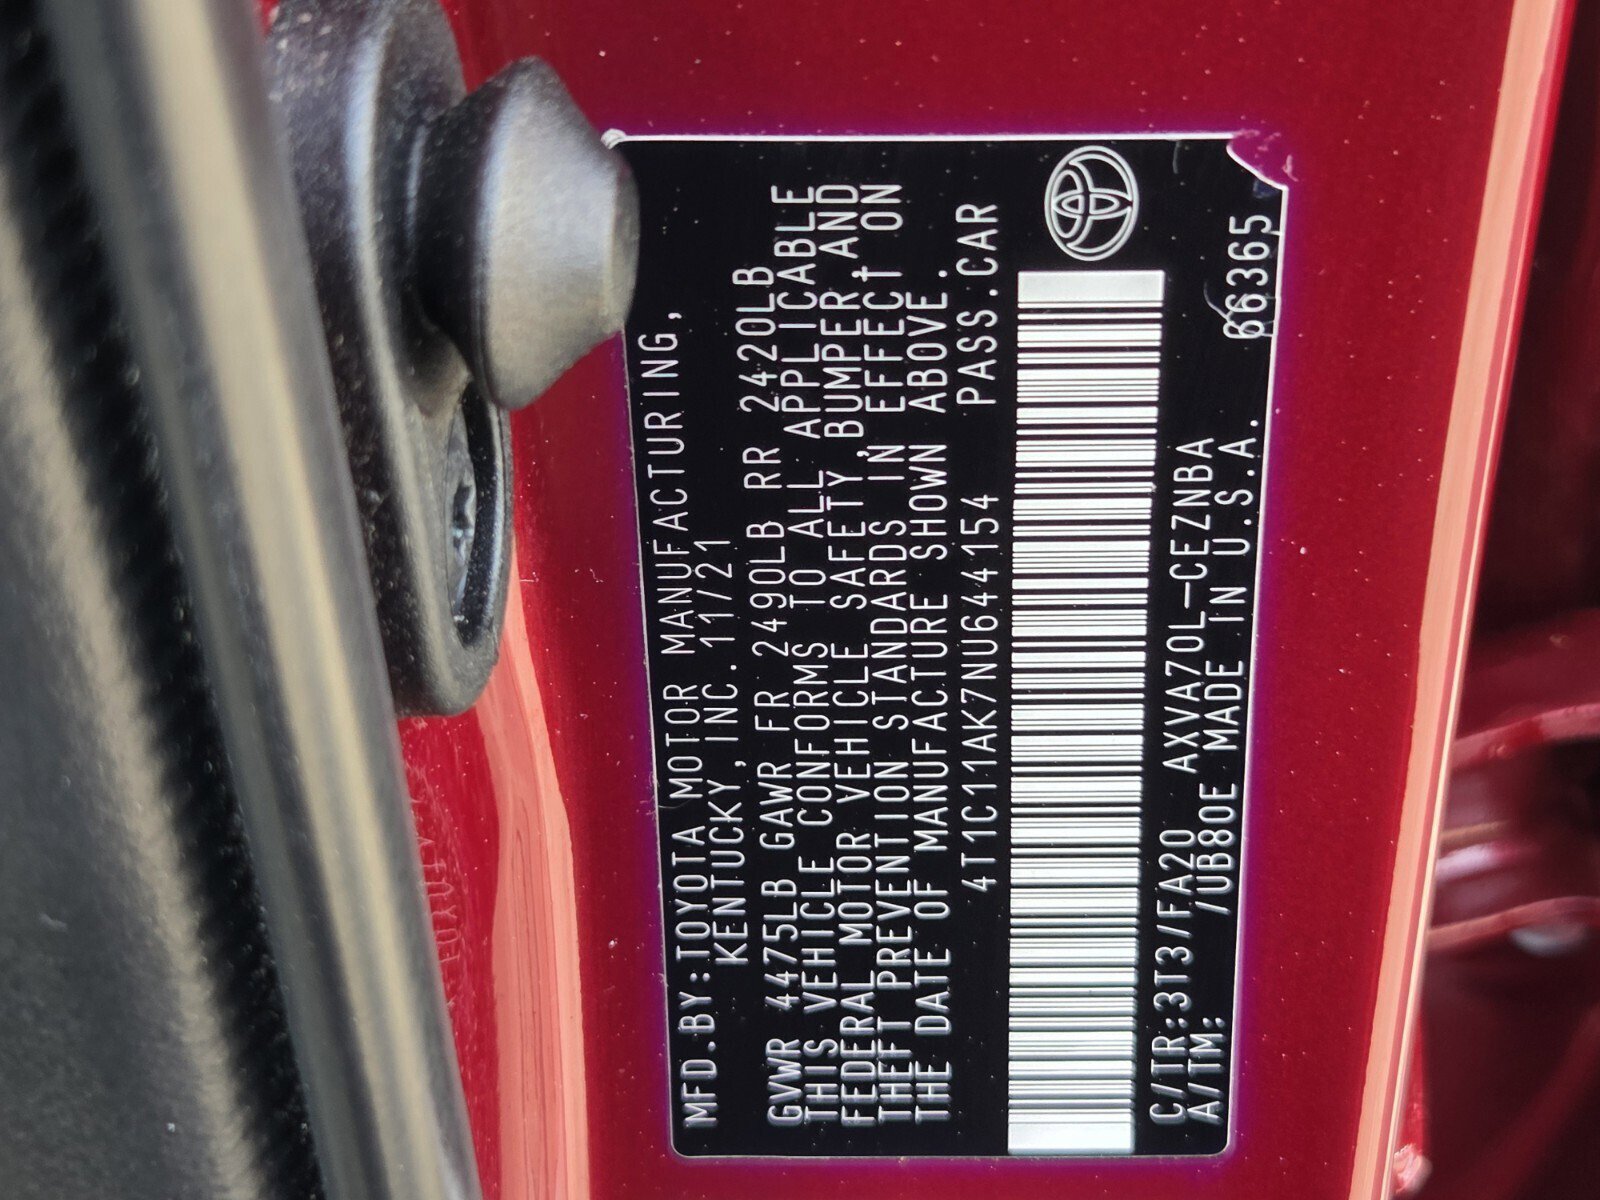 MFD.BY:TOYOTA MOTOR MANUFACTURING,
KENTUCKY,INC. 11/21
GVWR 4475LB GAWR FR 2490LB RR 2420LB
THIS VEHICLE CONFORMS TO ALL APPLICABLE
FEDERAL MOTOR VEHICLE SAFETY, BUMPER AND
THEFT PREVENTION STANDARDS IN EFFECT ON
THE DATE OF MANUFACTURE SHOWN ABOVE.
4T1C11AK7NU644154 PASS.CAR
C/TR:3T3/FA20 AXVA70L-CEZNBA
A/TM: /UB80E MADE IN U.S.A. 66365